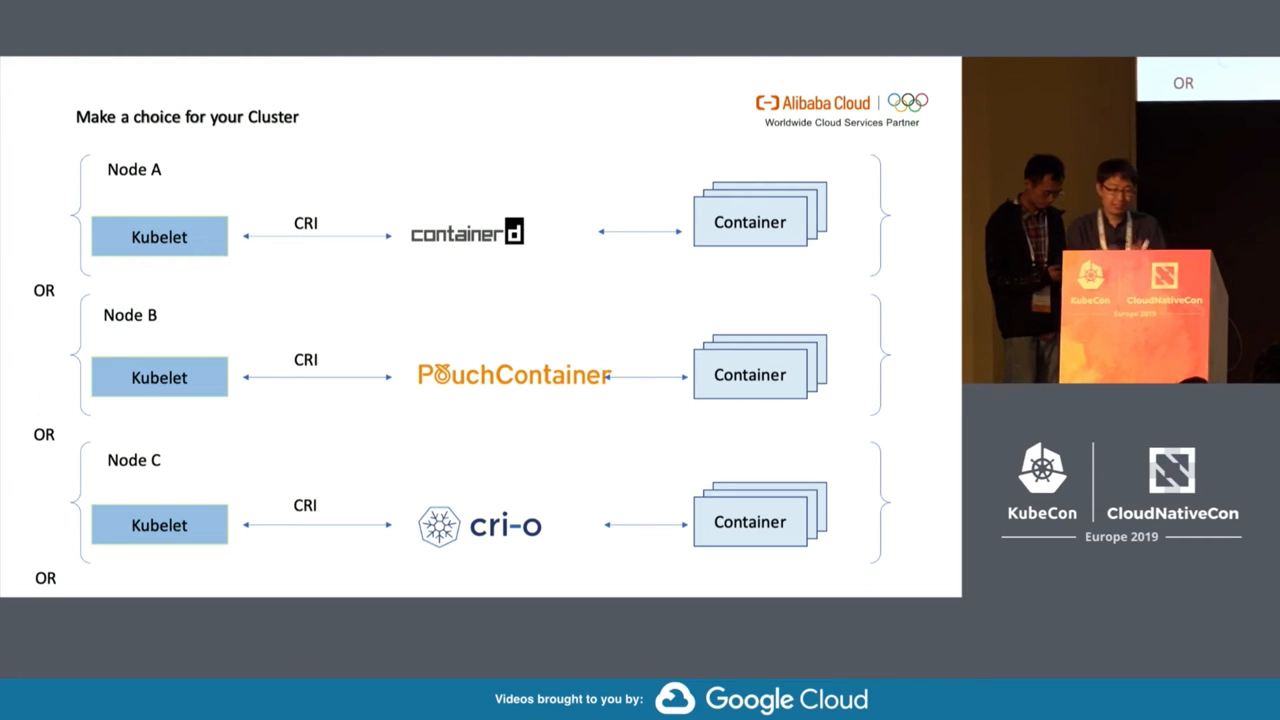 Make a choice for your Cluster
Alibaba Cloud
Worldwide Cloud Services Partner
Node A
Kubelet
CRI
containerd
Container
OR
Node B
Kubelet
CRI
PouchContainer
Container
OR
Node C
Kubelet
CRI
cri-o
Container
OR
OR
KubeCon
CloudNativeCon
Europe 2019
KubeCon
CloudNativeCon
Europe 2019
Videos brought to you by:
Google Cloud